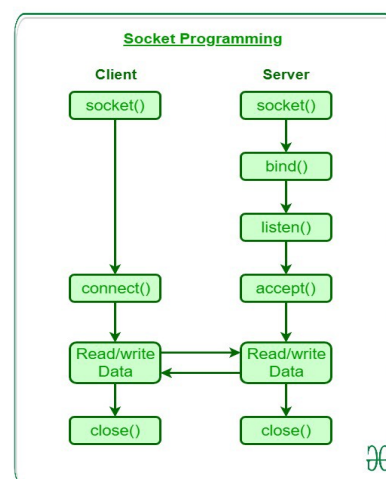 Socket Programming
Client
Server
socket()
socket()
bind()
listen()
connect()
accept()
Read/write
Data
Read/write
Data
close()
close()